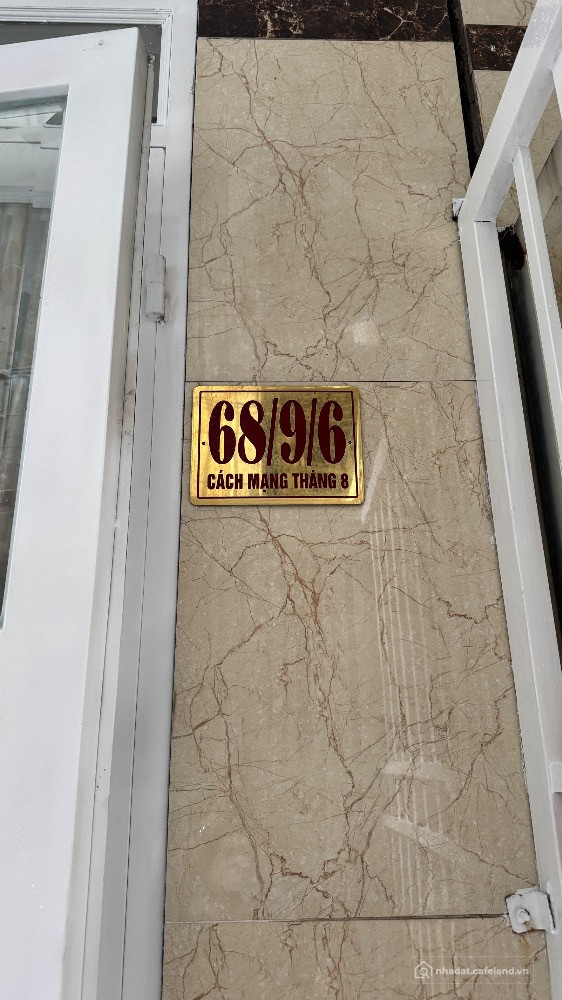 68/9/6
CÁCH MẠNG THÁNG 8
nhadat.cafeland.vn